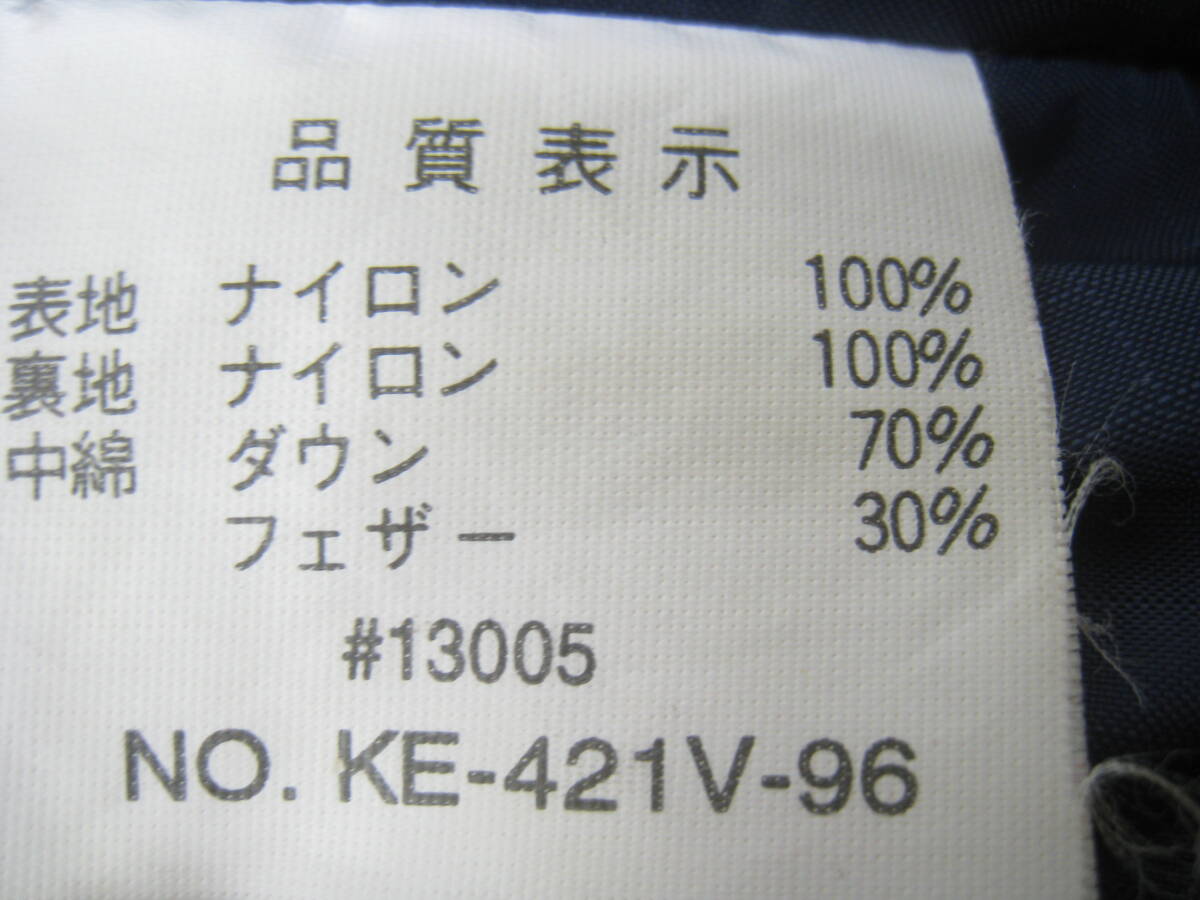 品質表示
表地 ナイロン 100%
裏地 ナイロン 100%
中綿 ダウン 70%
フェザー 30%
#13005
NO. KE-421V-96